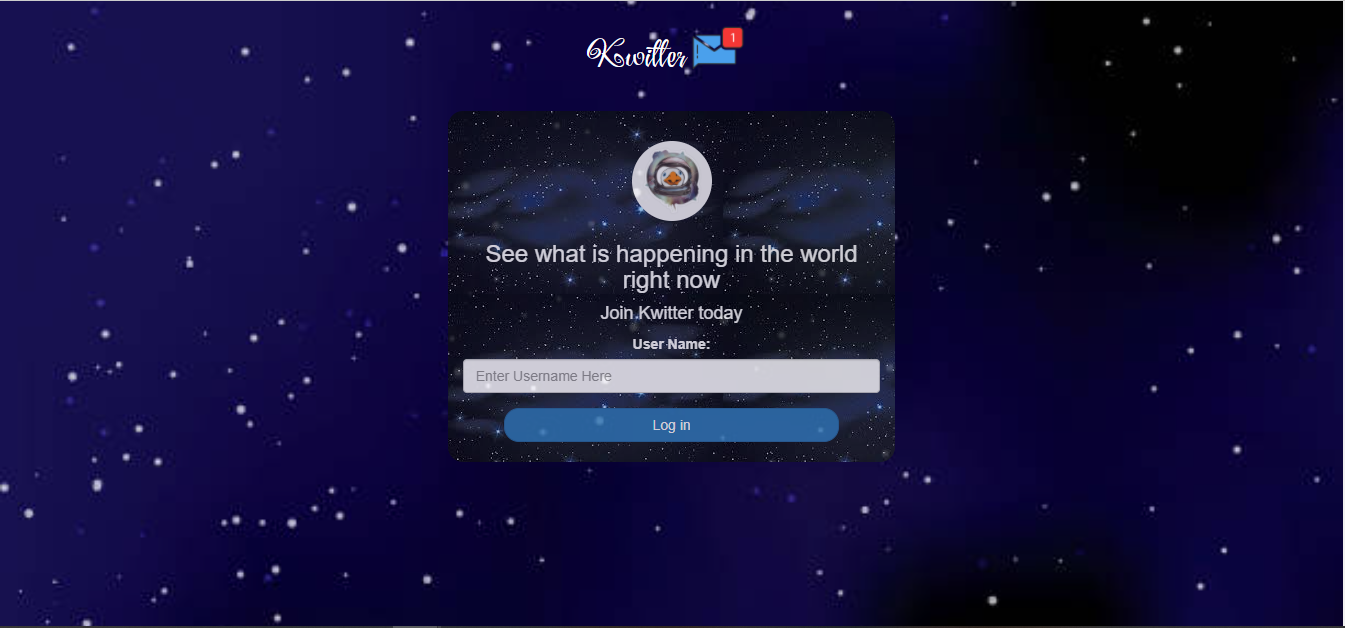 Kwitter 1
See what is happening in the world
right now
Join Kwitter today
User Name:
Enter Username Here
Log in